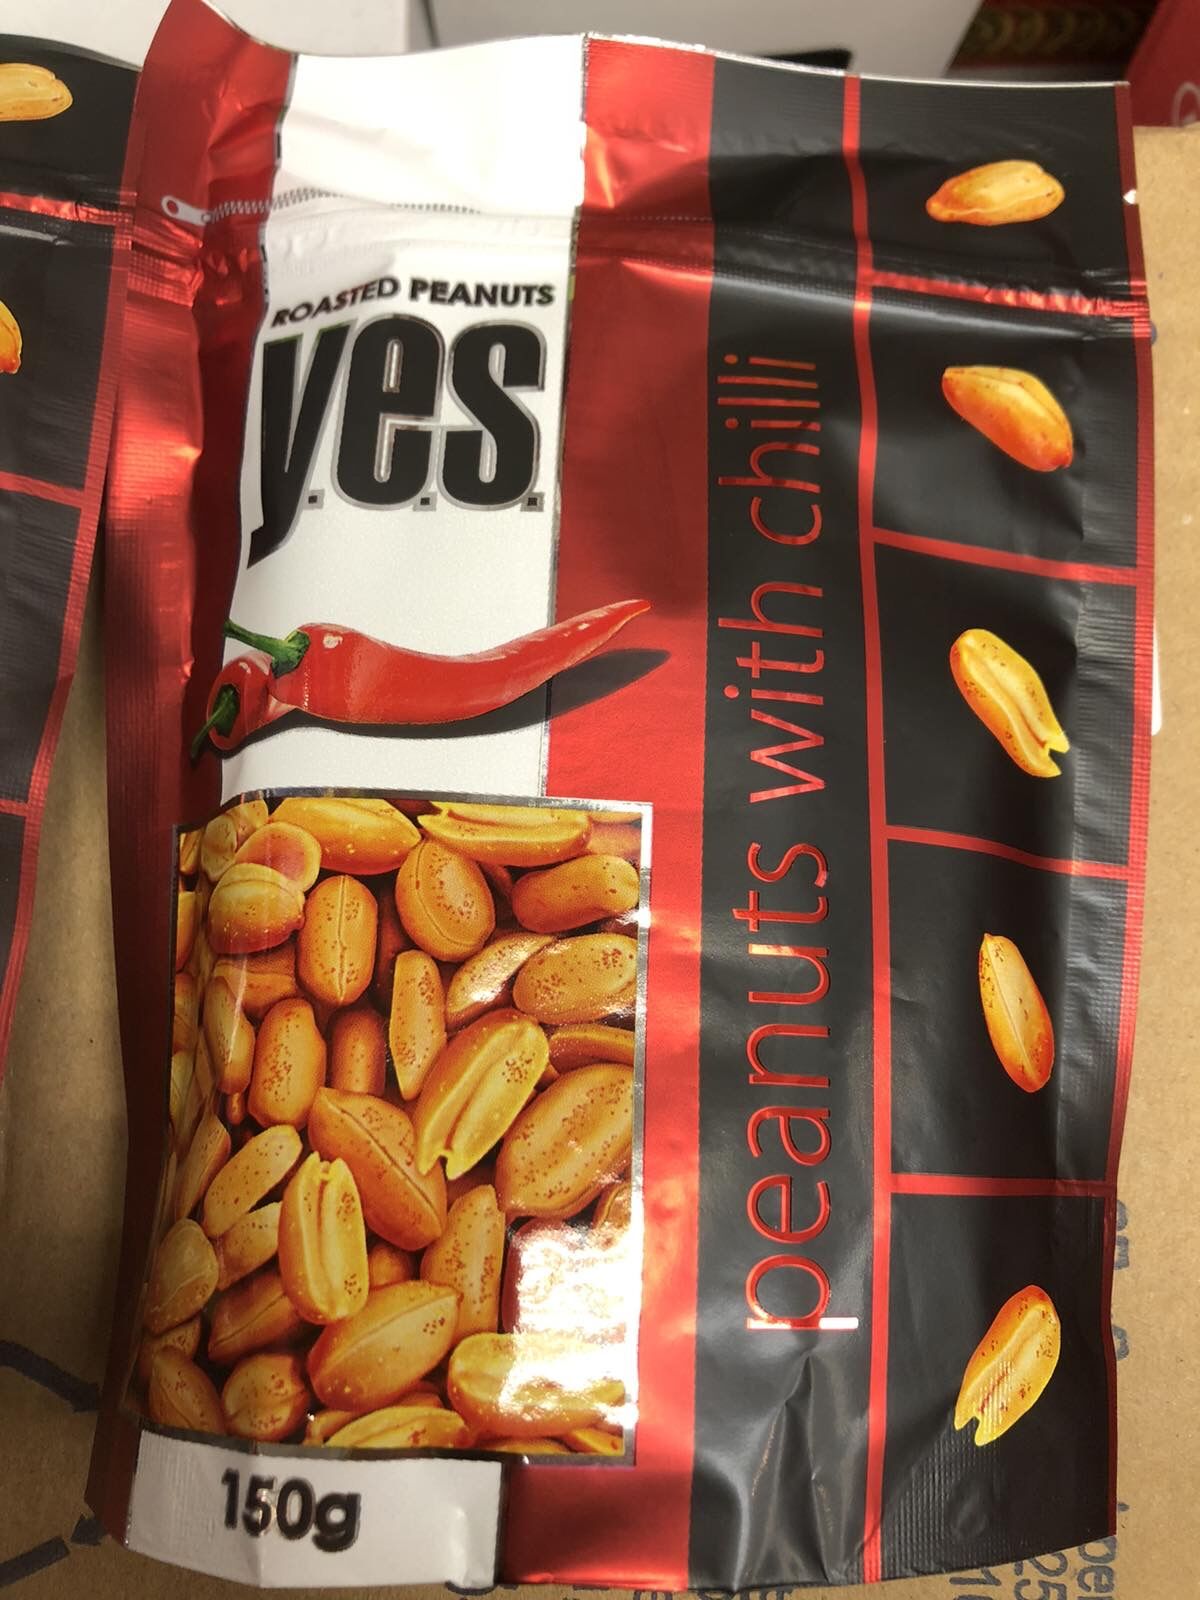 ROASTED PEANUTS
y.e.s.
peanuts with chilli
150g